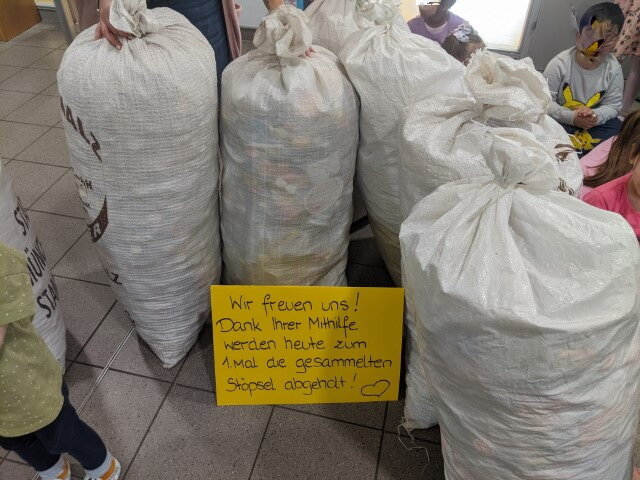 Wir freuen uns!
Dank Ihrer Mithilfe
werden heute zum
1.Mal die gesammelten
Stöpsel abgeholt!